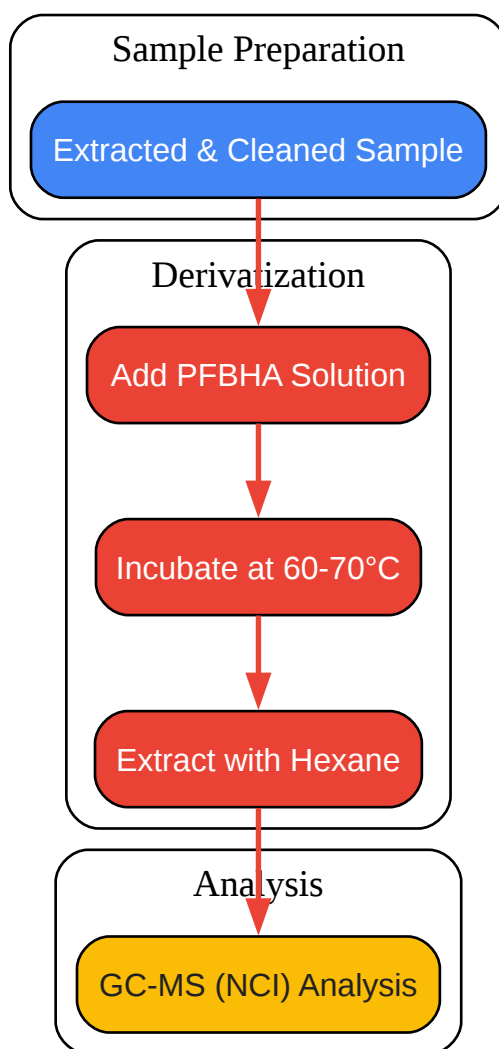 Sample Preparation
Extracted & Cleaned Sample
Derivatization
Add PFBHA Solution
Incubate at 60-70°C
Extract with Hexane
Analysis
GC-MS (NCI) Analysis